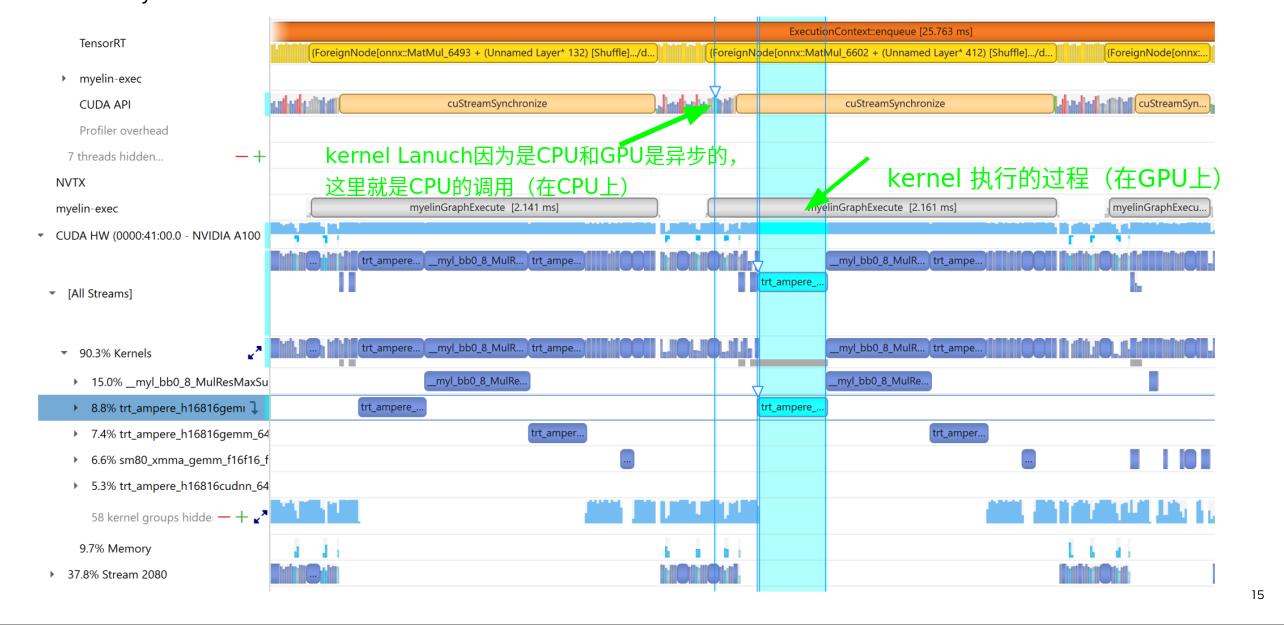 ExecutionContext::enqueue [25.763 ms]
TensorRT
(ForeignNode[onnx::MatMul_6493 + (Unnamed Layer* 132) [Shuffle].../d...
(ForeignNode[onnx::MatMul_6602 + (Unnamed Layer* 412) [Shuffle].../d...
(ForeignNode[onnx:...
myelin-exec
CUDA API
cuStreamSynchronize
cuStreamSynchronize
cuStreamSyn...
Profiler overhead
7 threads hidden...
kernel Lanuch因为是CPU和GPU是异步的，
这里就是CPU的调用（在CPU上）
kernel 执行的过程（在GPU上）
NVTX
myelin-exec
myelinGraphExecute [2.141 ms]
myelinGraphExecute [2.161 ms]
myelinGraphExecu...
CUDA HW (0000:41:00.0 - NVIDIA A100
... trt_ampere... __myl_bb0_8_MulR... trt_ampe... __myl_bb0_8_MulR... trt_ampe...
trt_ampere_...
[All Streams]
90.3% Kernels
... trt_ampere... __myl_bb0_8_MulR... trt_ampe... __myl_bb0_8_MulR... trt_ampe...
15.0% __myl_bb0_8_MulResMaxSu
__myl_bb0_8_MulRe...
__myl_bb0_8_MulRe...
8.8% trt_ampere_h16816gem
trt_ampere_...
trt_ampere_...
7.4% trt_ampere_h16816gemm_64
trt_amper...
trt_amper...
6.6% sm80_xmma_gemm_f16f16_f
...
...
5.3% trt_ampere_h16816cudnn_64
58 kernel groups hidde
9.7% Memory
37.8% Stream 2080
...
15